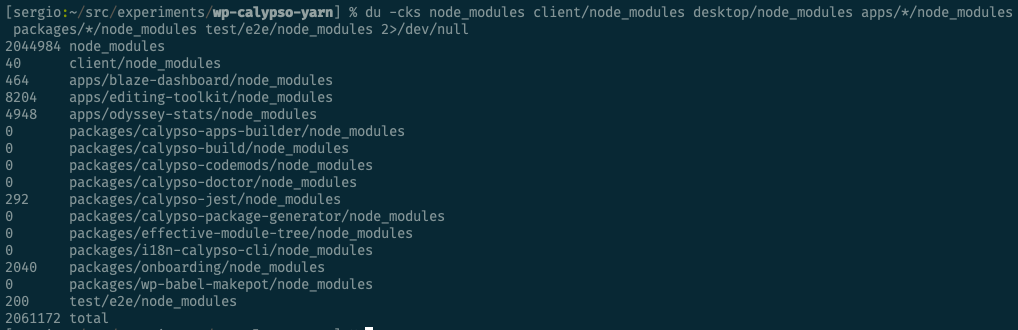 [sergio:~/src/experiments/wp-calypso-yarn] % du -cks node_modules client/node_modules desktop/node_modules apps/*/node_modules
packages/*/node_modules test/e2e/node_modules 2>/dev/null
2044984 node_modules
40 client/node_modules
464 apps/blaze-dashboard/node_modules
8204 apps/editing-toolkit/node_modules
4948 apps/odyssey-stats/node_modules
0 packages/calypso-apps-builder/node_modules
0 packages/calypso-build/node_modules
0 packages/calypso-codemods/node_modules
0 packages/calypso-doctor/node_modules
292 packages/calypso-jest/node_modules
0 packages/calypso-package-generator/node_modules
0 packages/effective-module-tree/node_modules
0 packages/i18n-calypso-cli/node_modules
2040 packages/onboarding/node_modules
0 packages/wp-babel-makepot/node_modules
200 test/e2e/node_modules
2061172 total